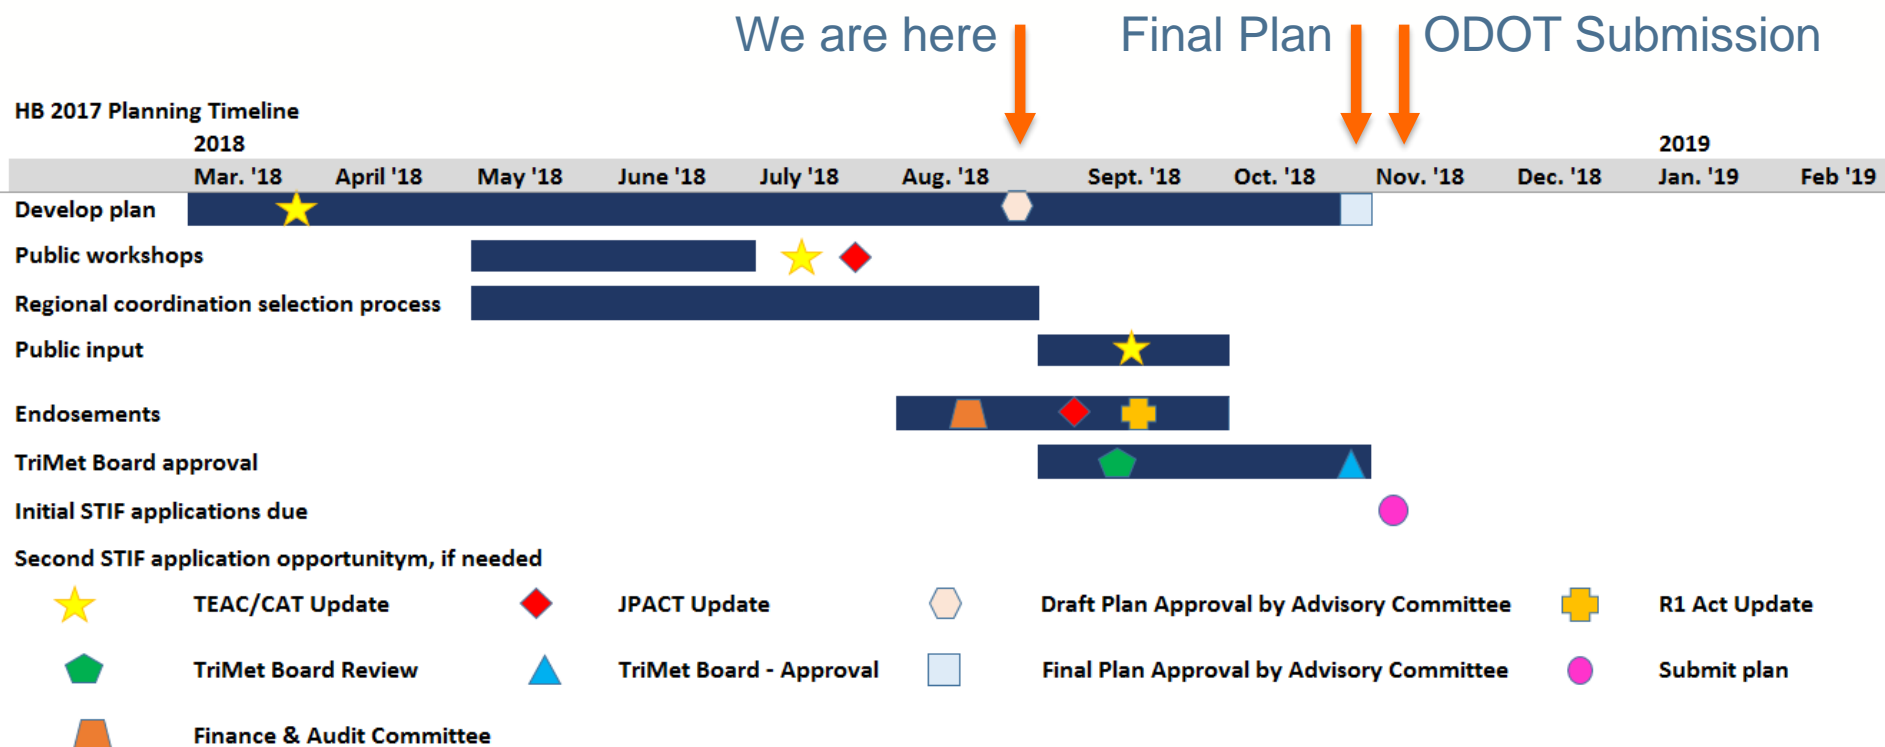 We are here Final Plan ODOT Submission
HB 2017 Planning Timeline
2018 2019
Mar. '18 April '18 May '18 June '18 July '18 Aug. '18 Sept. '18 Oct. '18 Nov. '18 Dec. '18 Jan. '19 Feb '19
Develop plan
Public workshops
Regional coordination selection process
Public input
Endosements
TriMet Board approval
Initial STIF applications due
Second STIF application opportunitym, if needed
TEAC/CAT Update JPACT Update Draft Plan Approval by Advisory Committee R1 Act Update
TriMet Board Review TriMet Board - Approval Final Plan Approval by Advisory Committee Submit plan
Finance & Audit Committee